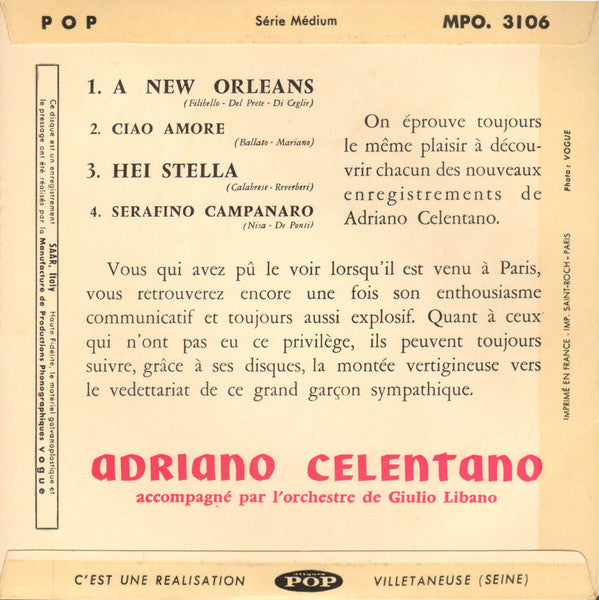 POP
Série Médium
MPO. 3106
1. A NEW ORLEANS
(Filibello - Del Prete - Di Ceglie)
2. CIAO AMORE
(Ballato - Mariano)
3. HEI STELLA
(Calabrese - Reverberi)
4. SERAFINO CAMPANARO
(Nisa - De Ponti)
On éprouve toujours
le même plaisir à décou-
vrir chacun des nouveaux
enregistrements de
Adriano Celentano.
Vous qui avez pû le voir lorsqu'il est venu à Paris,
vous retrouverez encore une fois son enthousiasme
communicatif et toujours aussi explosif. Quant à ceux
qui n'ont pas eu ce privilège, ils peuvent toujours
suivre, grâce à ses disques, la montée vertigineuse vers
le vedettariat de ce grand garçon sympathique.
ADRIANO CELENTANO
accompagné par l'orchestre de Giulio Libano
Ce disque est un enregistrement SAAR, Italy Haute Fidélité, le matériel galvanoplastique et
le pressage ont été réalisés par la Manufacture de Productions Phonographiques Vogue
Photo : VOGUE
IMPRIMÉ EN FRANCE - IMP. SAINT-ROCH - PARIS
C'EST UNE REALISATION
disques
POP
VILLETANEUSE (SEINE)